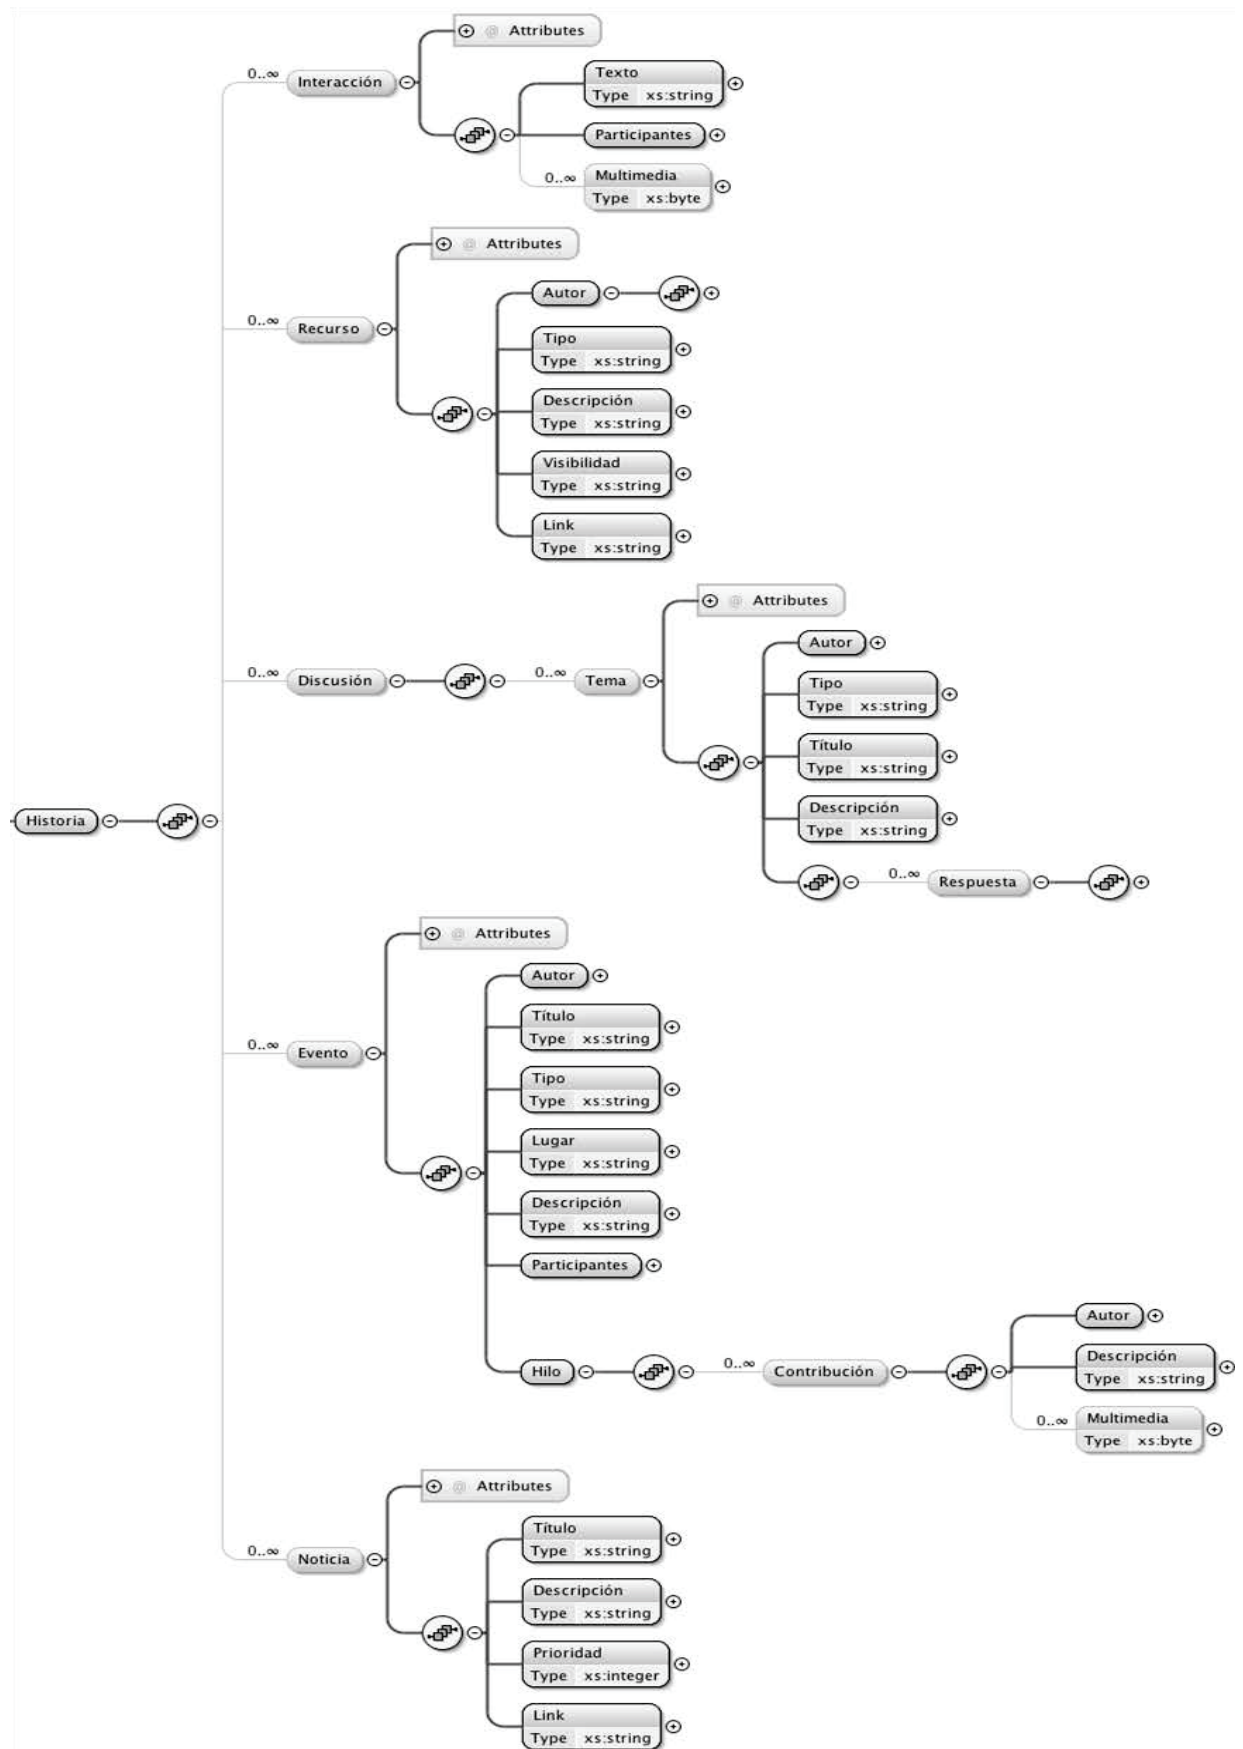 @ Attributes
0..∞ Interacción
Texto
Type xs:string
Participantes
0..∞ Multimedia
Type xs:byte
@ Attributes
0..∞ Recurso
Autor
Tipo
Type xs:string
Descripción
Type xs:string
Visibilidad
Type xs:string
Link
Type xs:string
@ Attributes
0..∞ Discusión 0..∞ Tema
Autor
Tipo
Type xs:string
Título
Type xs:string
Descripción
Type xs:string
0..∞ Respuesta
Historia
@ Attributes
0..∞ Evento
Autor
Título
Type xs:string
Tipo
Type xs:string
Lugar
Type xs:string
Descripción
Type xs:string
Participantes
Hilo 0..∞ Contribución
Autor
Descripción
Type xs:string
0..∞ Multimedia
Type xs:byte
@ Attributes
0..∞ Noticia
Título
Type xs:string
Descripción
Type xs:string
Prioridad
Type xs:integer
Link
Type xs:string